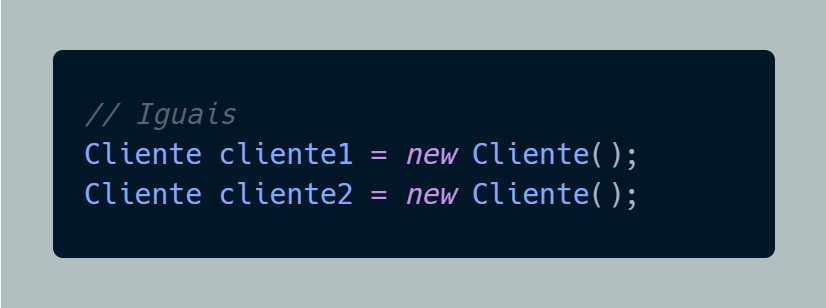 // Iguais
Cliente cliente1 = new Cliente();
Cliente cliente2 = new Cliente();